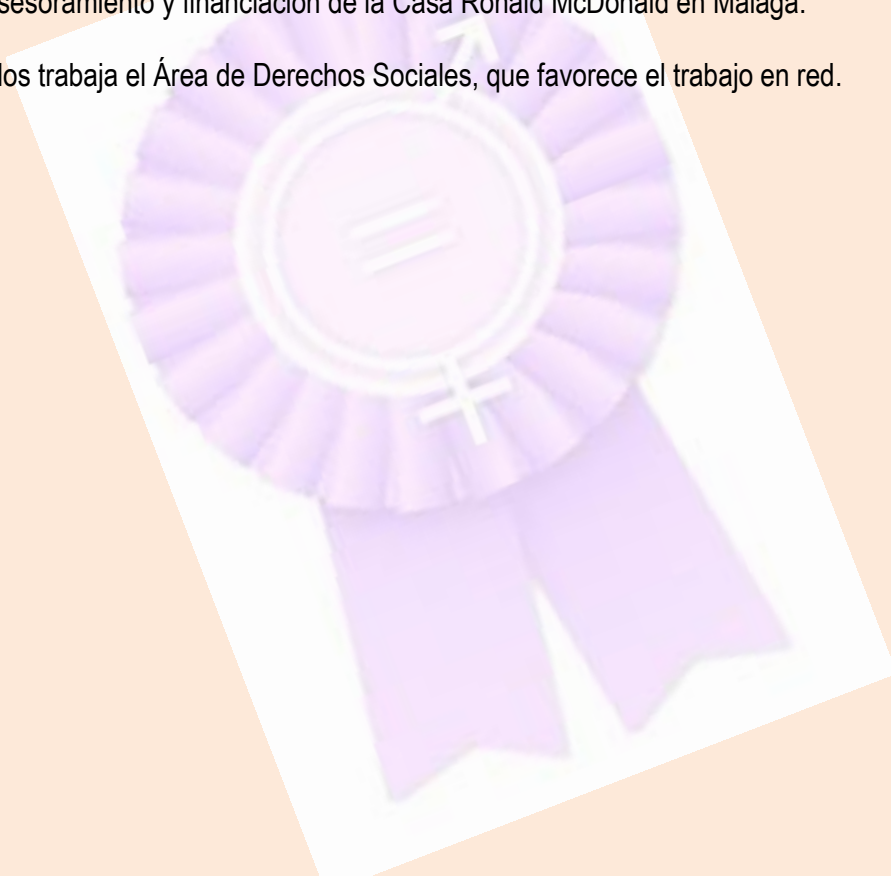 sesoramiento y financiación de la Casa Ronald McDonald en Málaga.
los trabaja el Área de Derechos Sociales, que favorece el trabajo en red.